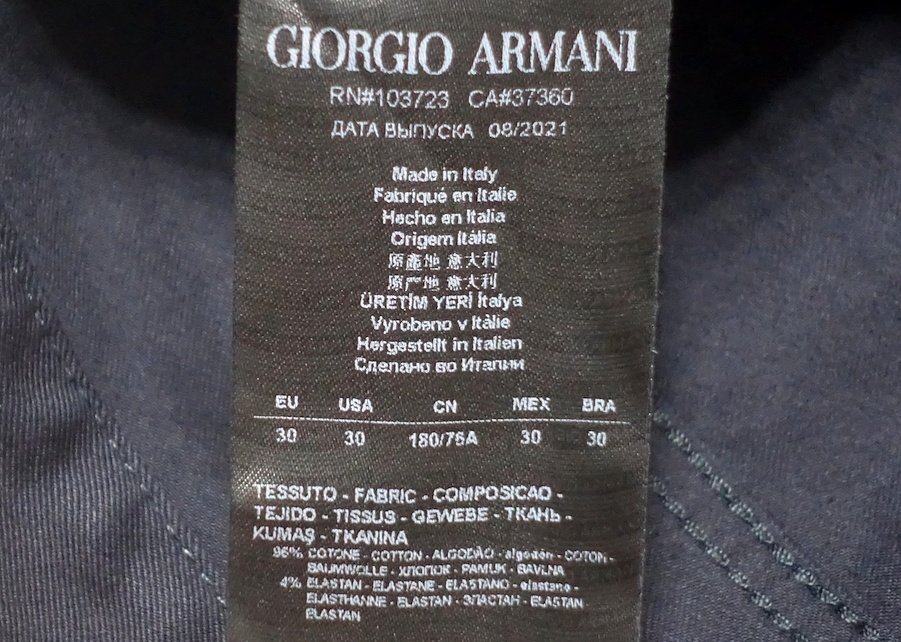 GIORGIO ARMANI
RN#103723 CA#37360
ДАТА ВЫПУСКА 08/2021
Made in Italy
Fabriqué en Italie
Hecho en Italia
Origem Itália
原產地 意大利
原产地 意大利
ÜRETİM YERİ İtalya
Vyrobeno v Itálie
Hergestellt in Italien
Сделано во Италии
EU USA CN MEX BRA
30 30 180/76A 30 30
TESSUTO - FABRIC - COMPOSICAO -
TEJIDO - TISSUS - GEWEBE - ТКАНЬ -
KUMAŞ - TKANINA
96% COTONE - COTTON - ALGODÃO - algodón - COTON -
BAUMWOLLE - ХЛОПОК - PAMUK - BAVLNA
4% ELASTAN - ELASTANE - ELASTANO - elastano -
ELASTHANNE - ELASTAN - ЭЛАСТАН - ELASTAN -
ELASTAN